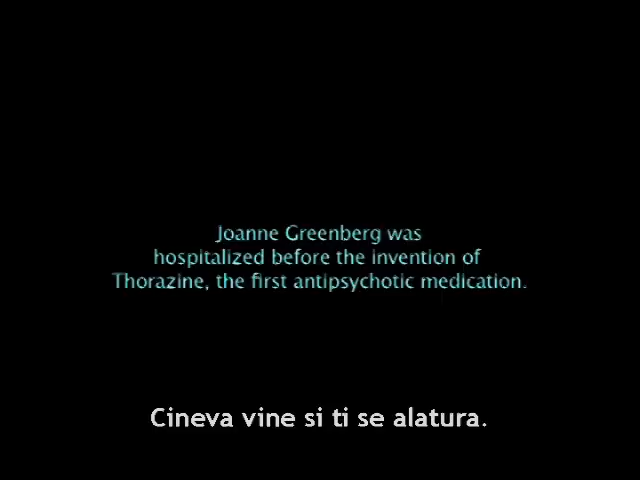 Joanne Greenberg was
hospitalized before the invention of
Thorazine, the first antipsychotic medication.
Cineva vine si ti se alatura.